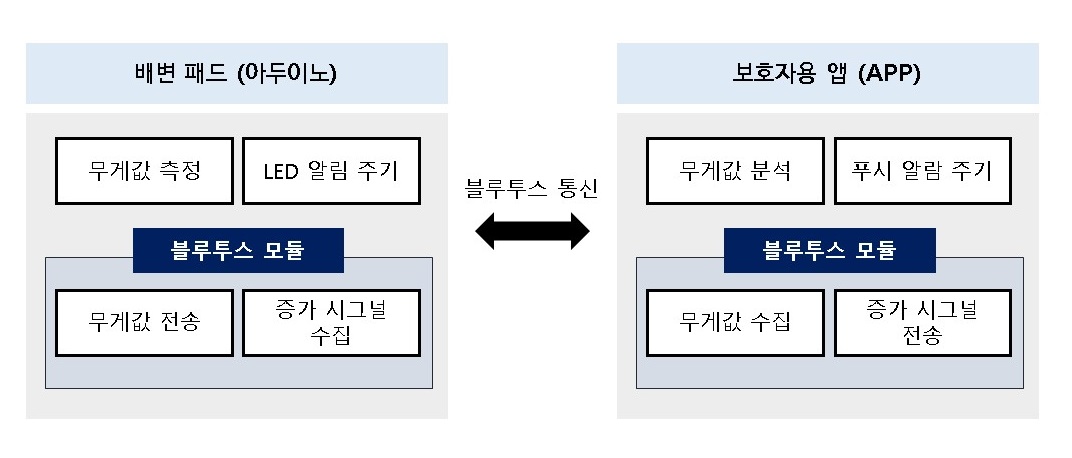 배변 패드 (아두이노)
무게값 측정
LED 알림 주기
블루투스 모듈
무게값 전송
증가 시그널
수집
블루투스 통신
보호자용 앱 (APP)
무게값 분석
푸시 알람 주기
블루투스 모듈
무게값 수집
증가 시그널
전송